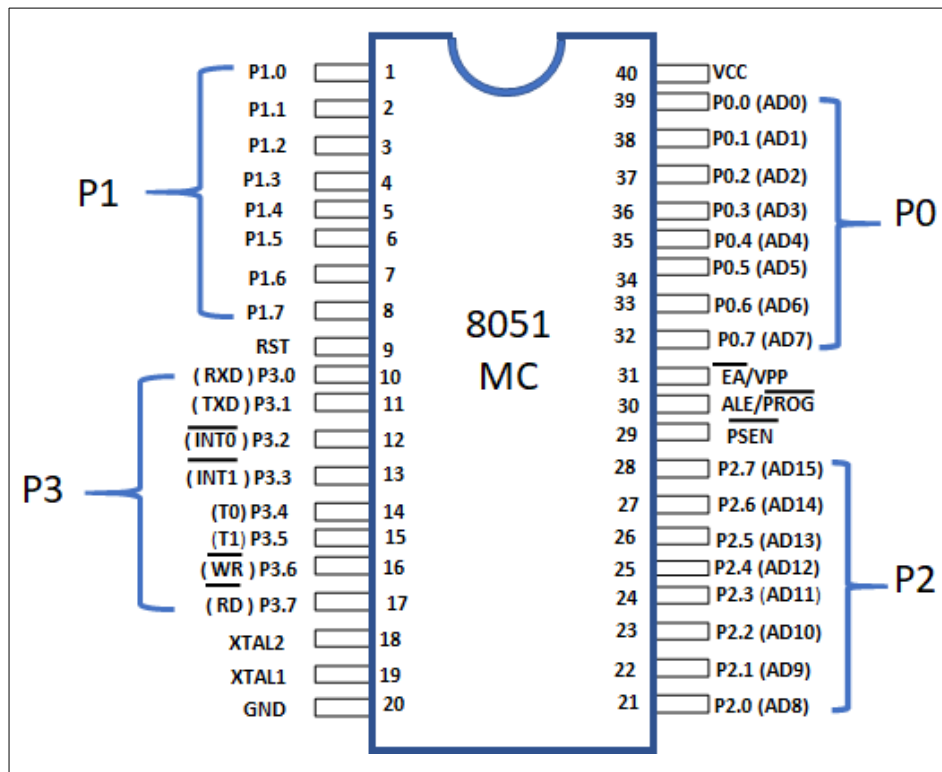 P1.0 1 40 VCC
P1.1 2 39 P0.0 (AD0)
P1.2 3 38 P0.1 (AD1)
P1.3 4 37 P0.2 (AD2)
P1 P0
P1.4 5 36 P0.3 (AD3)
P1.5 6 35 P0.4 (AD4)
P1.6 7 34 P0.5 (AD5)
P1.7 8 33 P0.6 (AD6)
RST 9 32 P0.7 (AD7)
8051
MC
( RXD ) P3.0 10 31 E̅A̅/VPP
( TXD ) P3.1 11 30 ALE/P̅R̅O̅G̅
( I̅N̅T̅0̅ ) P3.2 12 29 P̅S̅E̅N̅
( I̅N̅T̅1̅ ) P3.3 13 28 P2.7 (AD15)
P3 P2
(T0) P3.4 14 27 P2.6 (AD14)
(T1) P3.5 15 26 P2.5 (AD13)
( W̅R̅ ) P3.6 16 25 P2.4 (AD12)
( R̅D̅ ) P3.7 17 24 P2.3 (AD11)
XTAL2 18 23 P2.2 (AD10)
XTAL1 19 22 P2.1 (AD9)
GND 20 21 P2.0 (AD8)